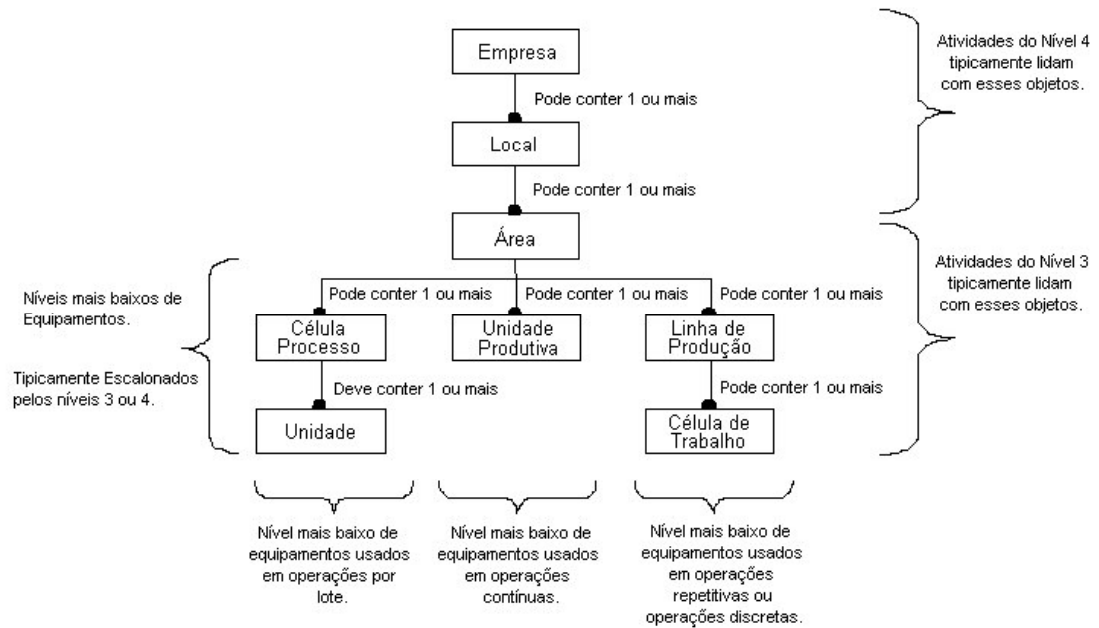 Empresa
Atividades do Nível 4
tipicamente lidam
com esses objetos.
Pode conter 1 ou mais
Local
Pode conter 1 ou mais
Área
Atividades do Nível 3
tipicamente lidam
com esses objetos.
Níveis mais baixos de
Equipamentos.
Tipicamente Escalonados
pelos níveis 3 ou 4.
Pode conter 1 ou mais
Pode conter 1 ou mais
Pode conter 1 ou mais
Célula
Processo
Unidade
Produtiva
Linha de
Produção
Deve conter 1 ou mais
Pode conter 1 ou mais
Unidade
Célula de
Trabalho
Nível mais baixo de
equipamentos usados
em operações por
lote.
Nível mais baixo de
equipamentos usados
em operações
contínuas.
Nível mais baixo de
equipamentos usados
em operações
repetitivas ou
operações discretas.